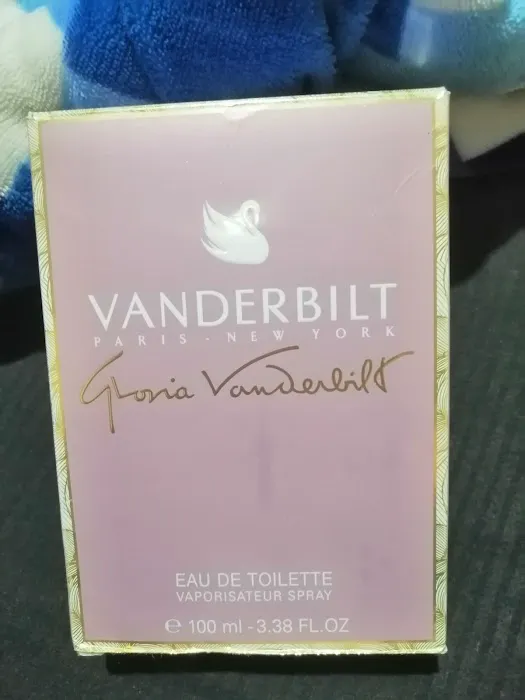 VANDERBILT
PARIS - NEW YORK
Gloria Vanderbilt
EAU DE TOILETTE
VAPORISATEUR SPRAY
℮ 100 ml - 3.38 FL.OZ